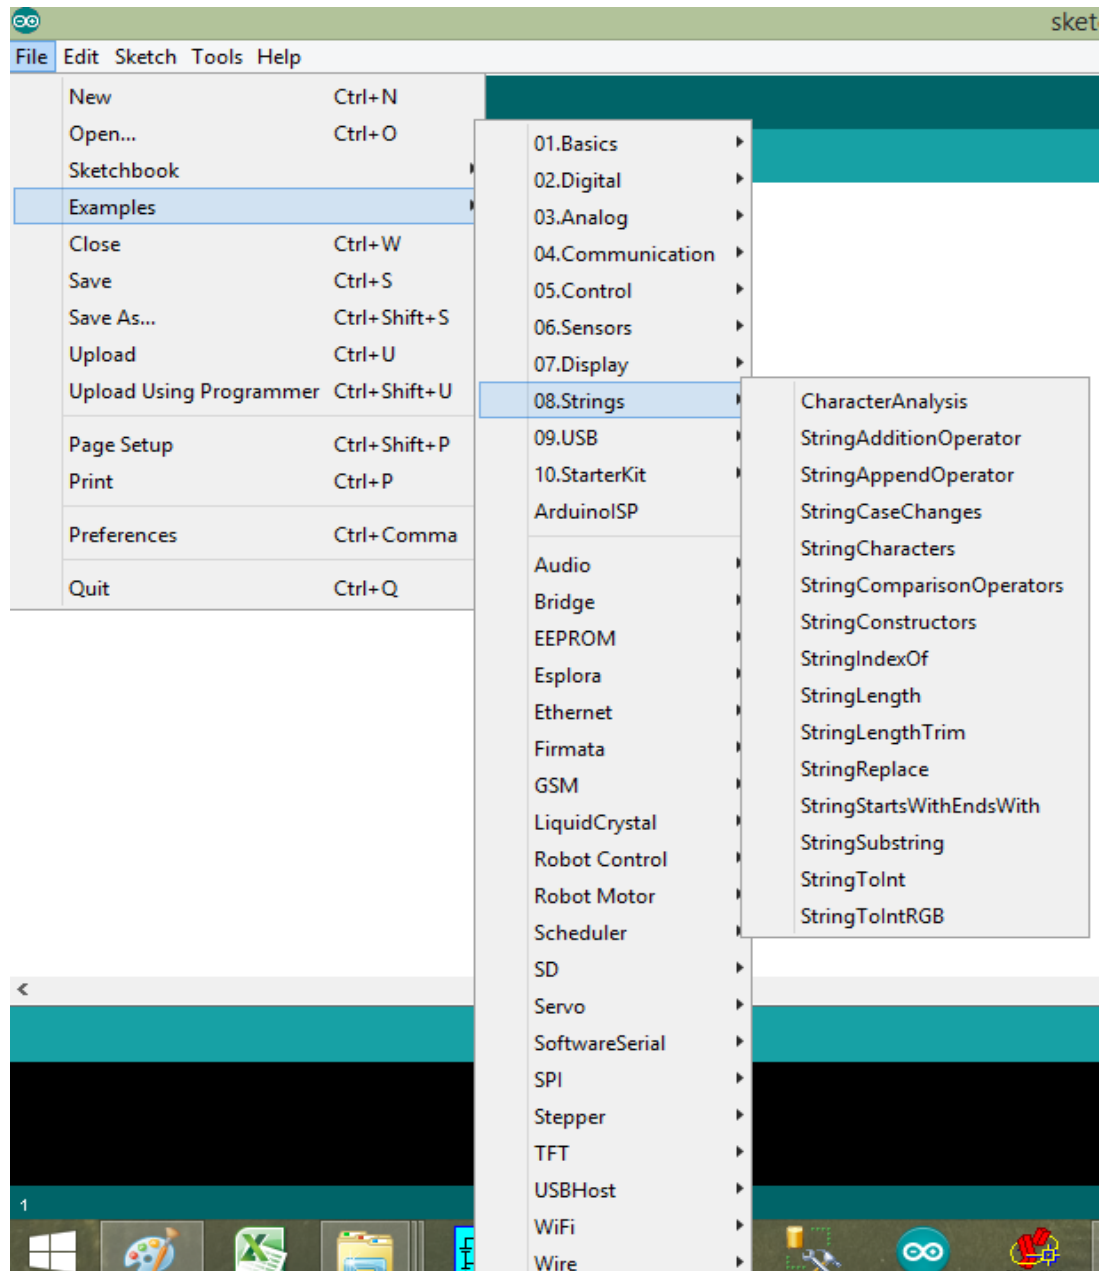 sket
File Edit Sketch Tools Help
New Ctrl+N
Open... Ctrl+O
Sketchbook
Examples
Close Ctrl+W
Save Ctrl+S
Save As... Ctrl+Shift+S
Upload Ctrl+U
Upload Using Programmer Ctrl+Shift+U
Page Setup Ctrl+Shift+P
Print Ctrl+P
Preferences Ctrl+Comma
Quit Ctrl+Q
01.Basics
02.Digital
03.Analog
04.Communication
05.Control
06.Sensors
07.Display
08.Strings
09.USB
10.StarterKit
ArduinoISP
Audio
Bridge
EEPROM
Esplora
Ethernet
Firmata
GSM
LiquidCrystal
Robot Control
Robot Motor
Scheduler
SD
Servo
SoftwareSerial
SPI
Stepper
TFT
USBHost
WiFi
Wire
CharacterAnalysis
StringAdditionOperator
StringAppendOperator
StringCaseChanges
StringCharacters
StringComparisonOperators
StringConstructors
StringIndexOf
StringLength
StringLengthTrim
StringReplace
StringStartsWithEndsWith
StringSubstring
StringToInt
StringToIntRGB
1